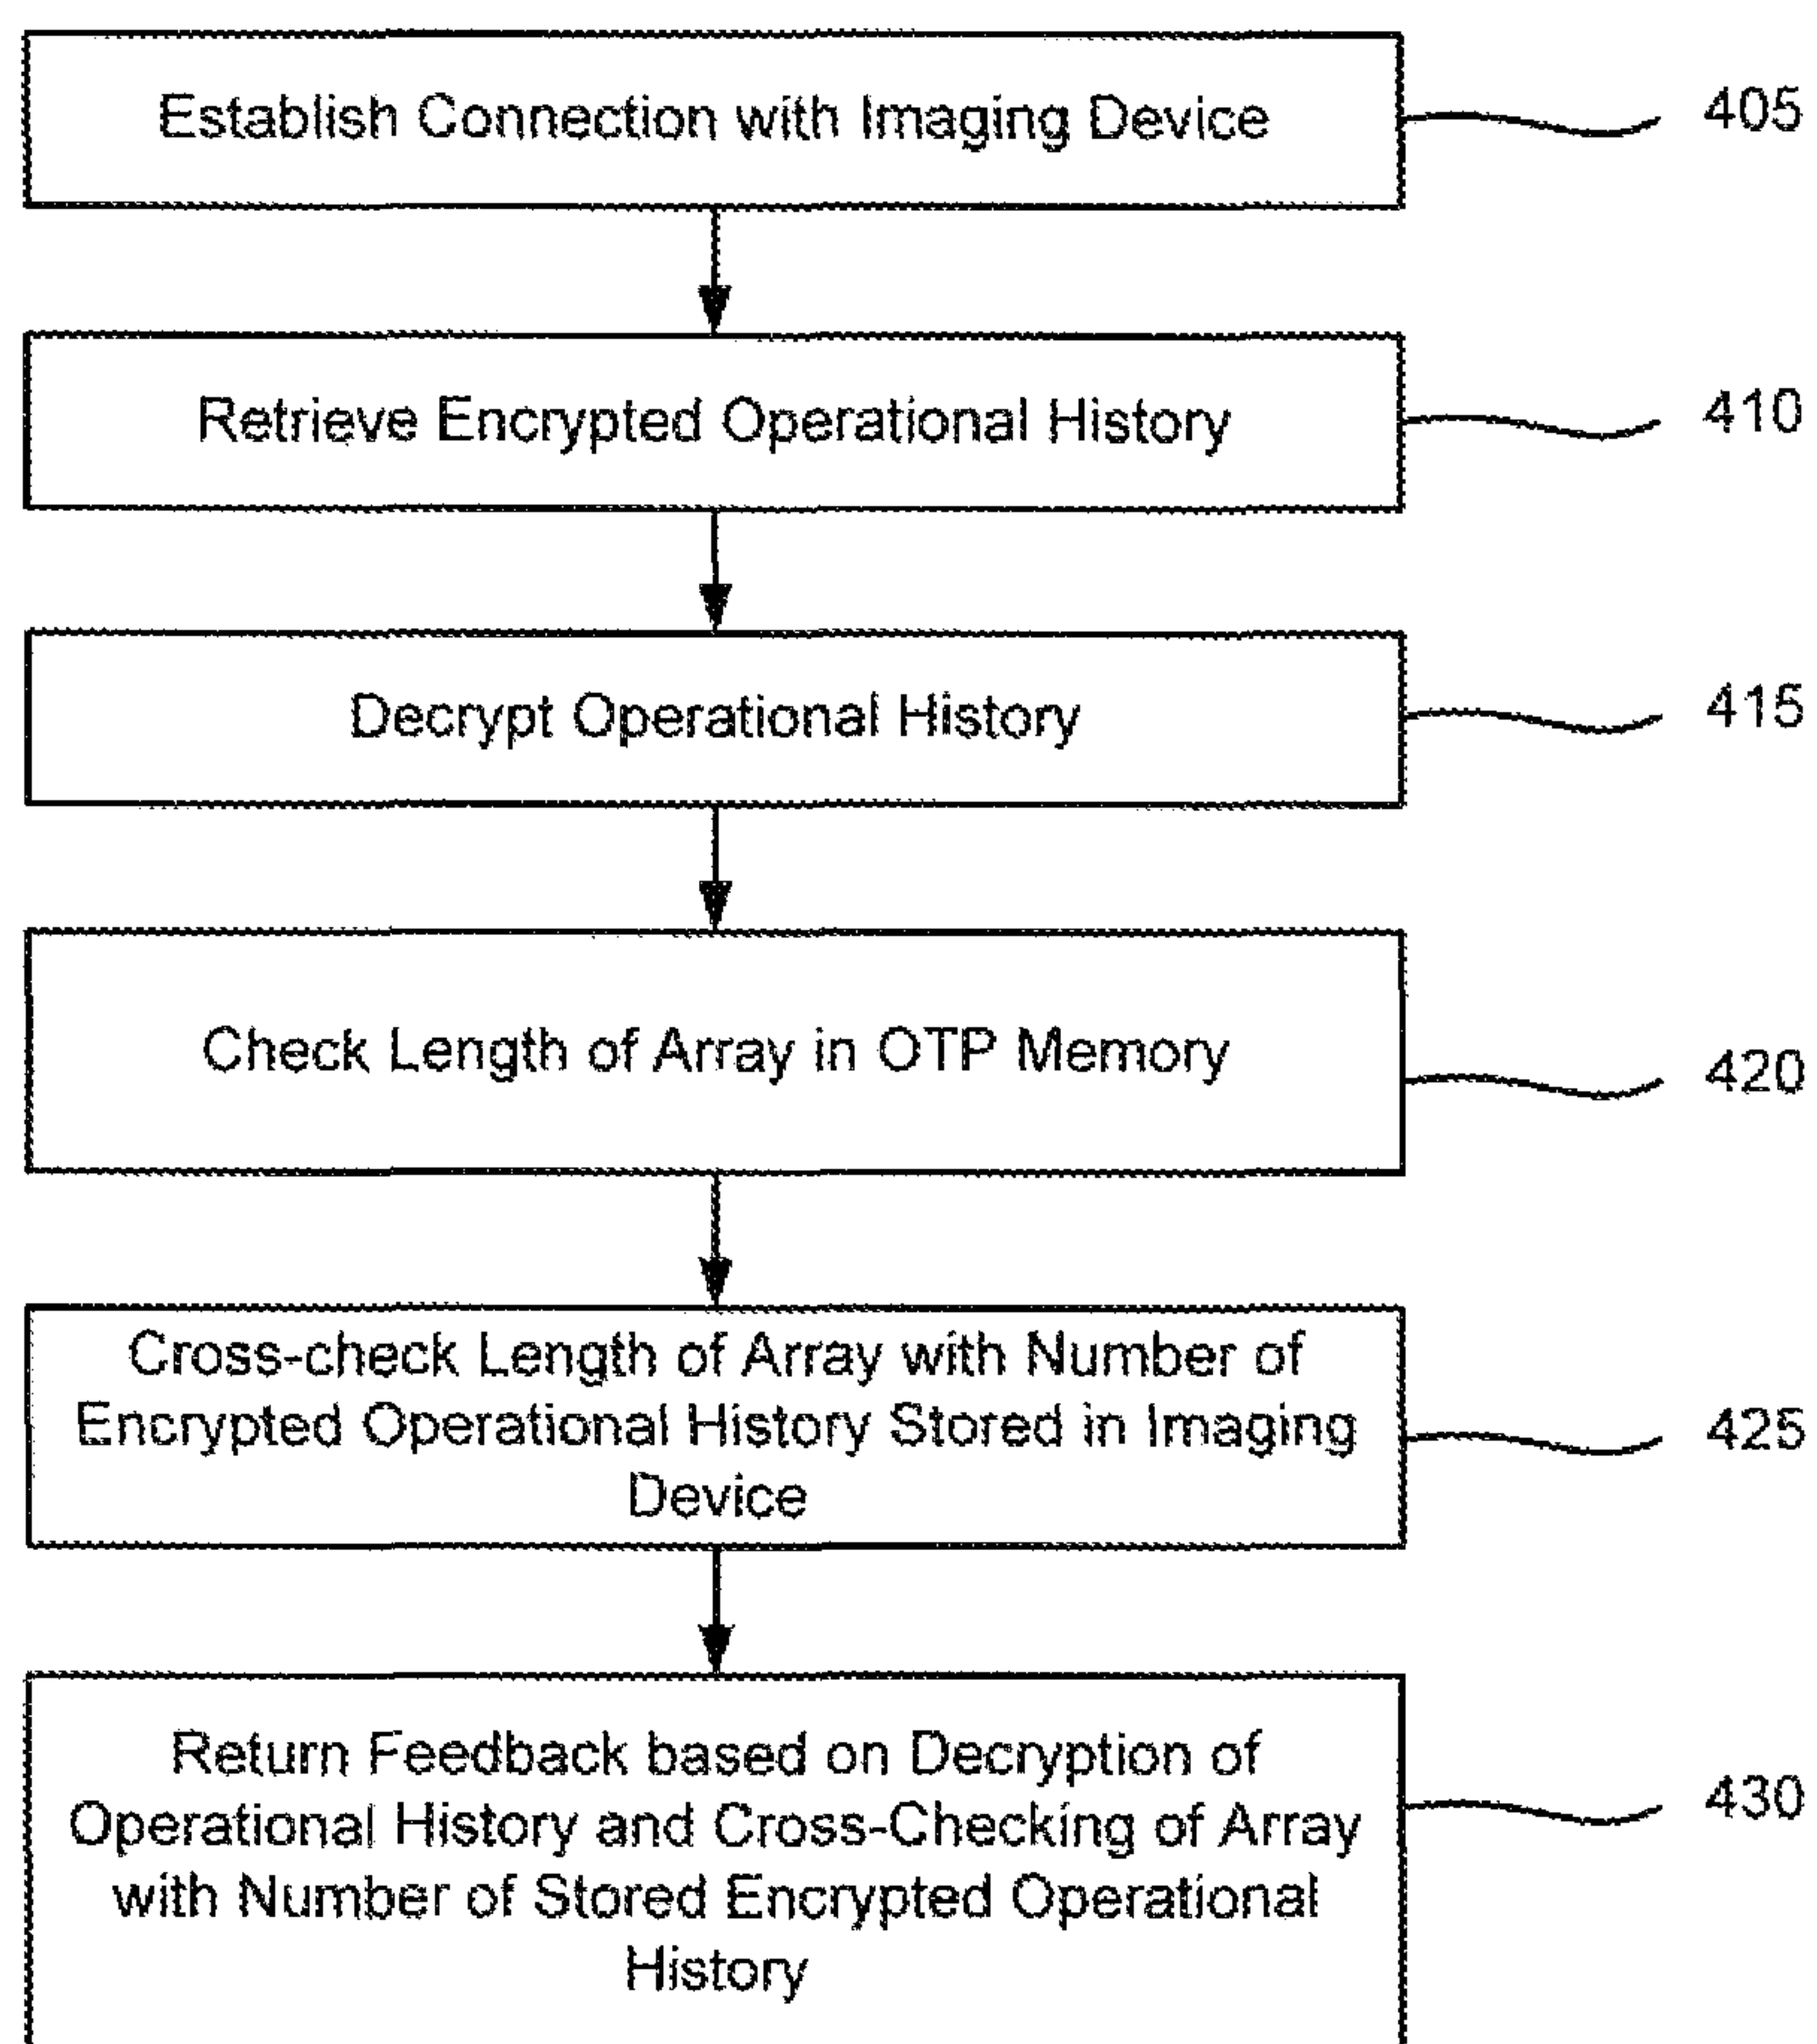 Establish Connection with Imaging Device
405
Retrieve Encrypted Operational History
410
Decrypt Operational History
415
Check Length of Array in OTP Memory
420
Cross-check Length of Array with Number of
Encrypted Operational History Stored in Imaging
Device
425
Return Feedback based on Decryption of
Operational History and Cross-Checking of Array
with Number of Stored Encrypted Operational
History
430